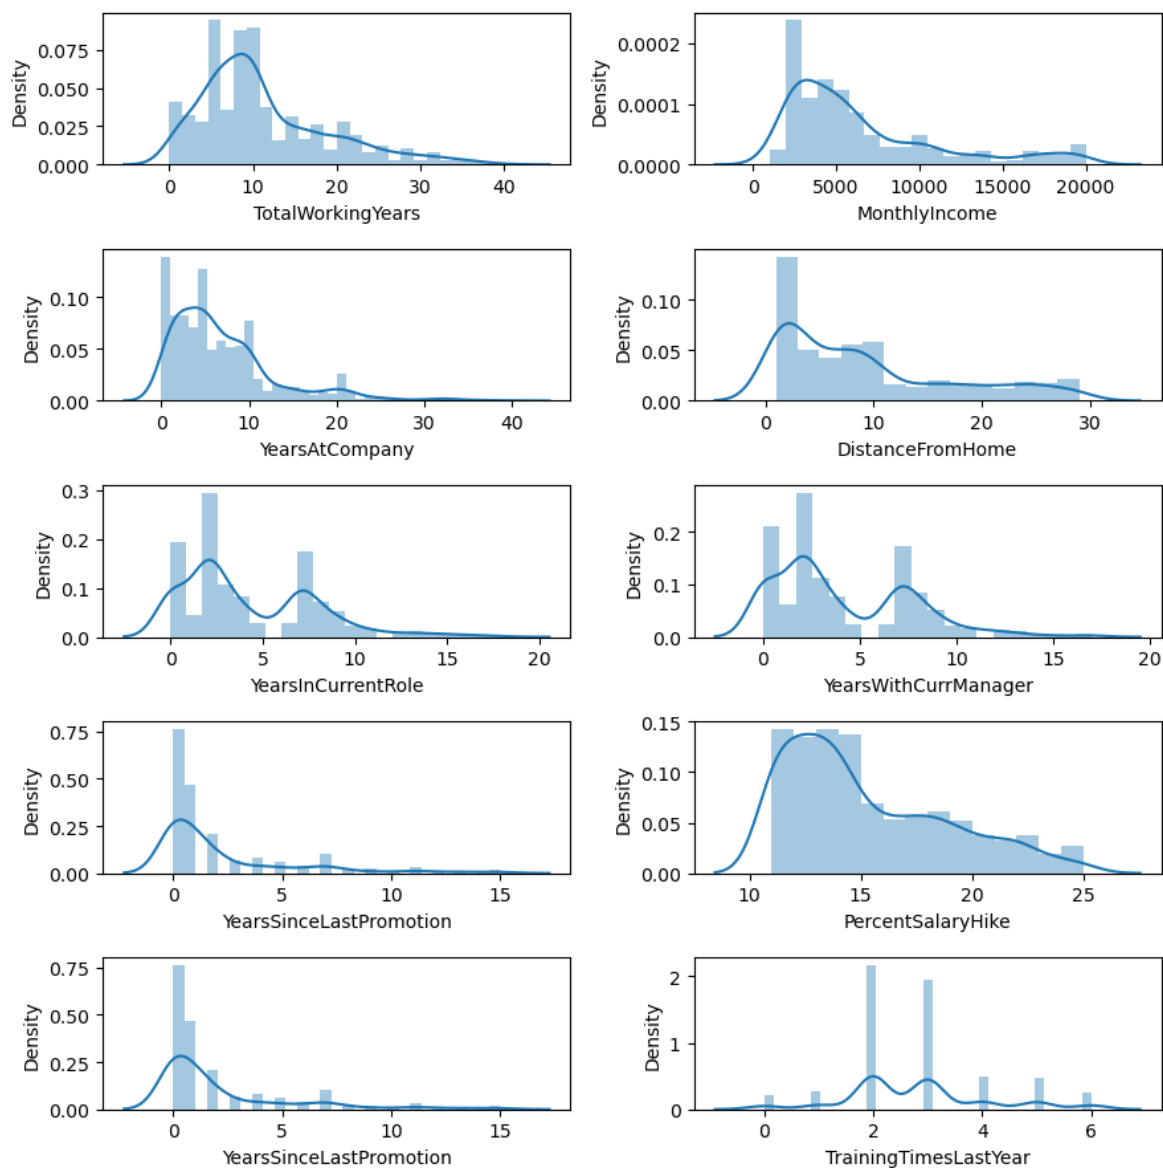 0.075
0.050
0.025
0.000
Density
0 10 20 30 40
TotalWorkingYears
0.0002
0.0001
0.0000
Density
0 5000 10000 15000 20000
MonthlyIncome
0.10
0.05
0.00
Density
0 10 20 30 40
YearsAtCompany
0.10
0.05
0.00
Density
0 10 20 30
DistanceFromHome
0.3
0.2
0.1
0.0
Density
0 5 10 15 20
YearsInCurrentRole
0.2
0.1
0.0
Density
0 5 10 15 20
YearsWithCurrManager
0.75
0.50
0.25
0.00
Density
0 5 10 15
YearsSinceLastPromotion
0.15
0.10
0.05
0.00
Density
10 15 20 25
PercentSalaryHike
0.75
0.50
0.25
0.00
Density
0 5 10 15
YearsSinceLastPromotion
2
1
0
Density
0 2 4 6
TrainingTimesLastYear